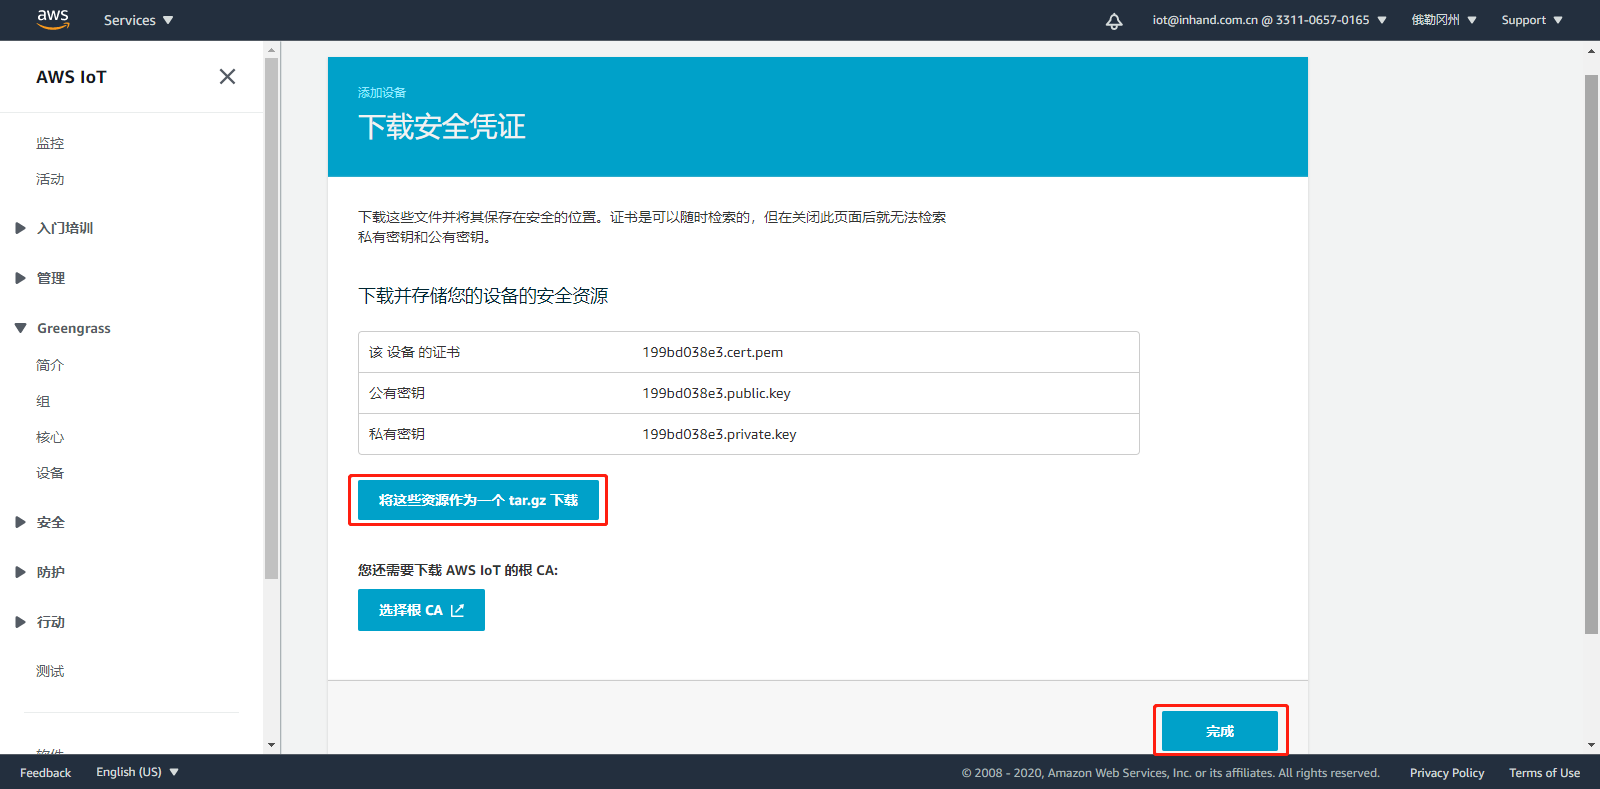 aws
Services
iot@inhand.com.cn @ 3311-0657-0165
俄勒冈州
Support
AWS IoT
监控
活动
入门培训
管理
Greengrass
简介
组
核心
设备
安全
防护
行动
测试
软件
添加设备
下载安全凭证
下载这些文件并将其保存在安全的位置。证书是可以随时检索的，但在关闭此页面后就无法检索
私有密钥和公有密钥。
下载并存储您的设备的安全资源
该 设备 的证书 199bd038e3.cert.pem
公有密钥 199bd038e3.public.key
私有密钥 199bd038e3.private.key
将这些资源作为一个 tar.gz 下载
您还需要下载 AWS IoT 的根 CA:
选择根 CA
完成
Feedback
English (US)
© 2008 - 2020, Amazon Web Services, Inc. or its affiliates. All rights reserved.
Privacy Policy
Terms of Use